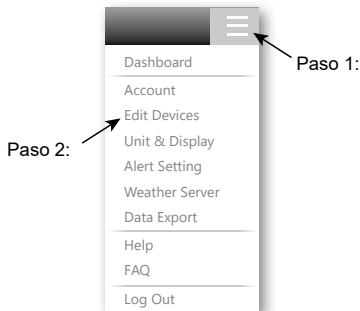 Dashboard
Paso 1:
Account
Edit Devices
Paso 2:
Unit & Display
Alert Setting
Weather Server
Data Export
Help
FAQ
Log Out